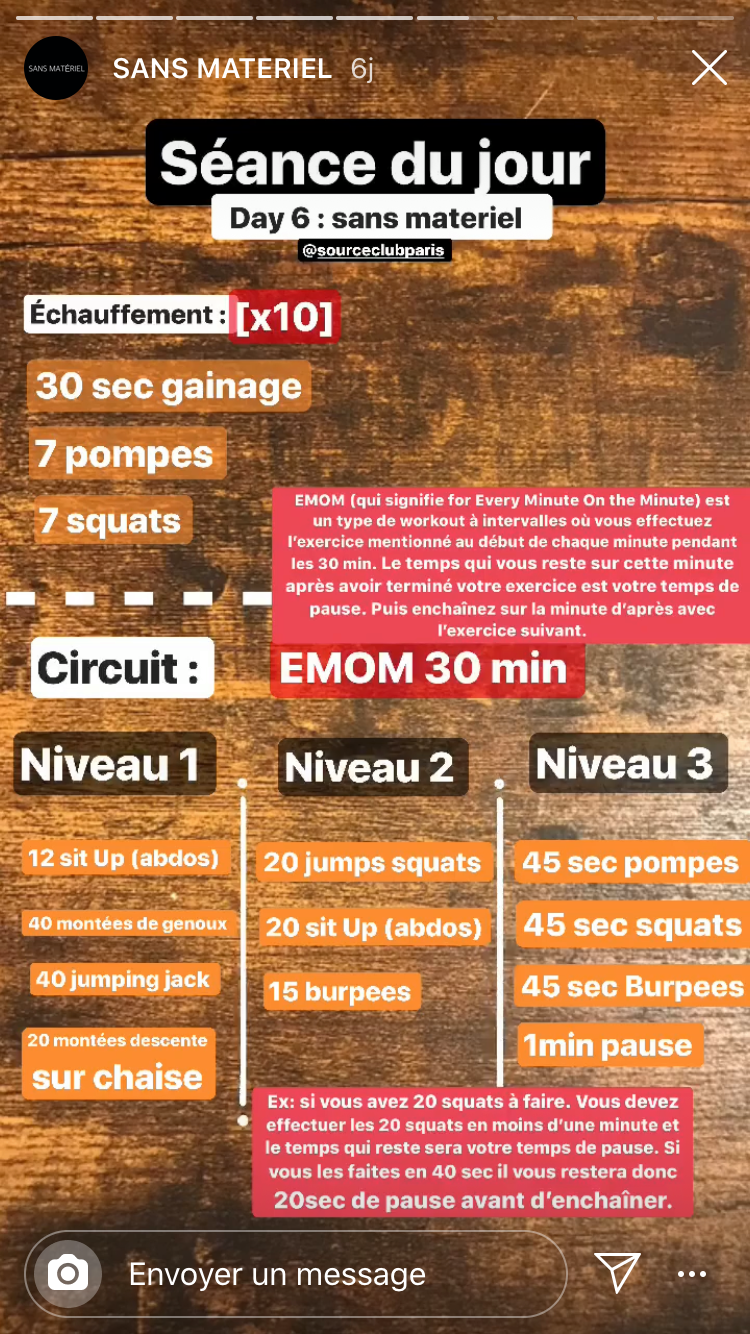 SANS MATÉRIEL
SANS MATERIEL 6j
Séance du jour
Day 6 : sans materiel
@sourceclubparis
Échauffement : [x10]
30 sec gainage
7 pompes
7 squats
EMOM (qui signifie for Every Minute On the Minute) est
un type de workout à intervalles où vous effectuez
l'exercice mentionné au début de chaque minute pendant
les 30 min. Le temps qui vous reste sur cette minute
après avoir terminé votre exercice est votre temps de
pause. Puis enchaînez sur la minute d'après avec
l'exercice suivant.
Circuit : EMOM 30 min
Niveau 1
12 sit Up (abdos)
40 montées de genoux
40 jumping jack
20 montées descente
sur chaise
Niveau 2
20 jumps squats
20 sit Up (abdos)
15 burpees
Niveau 3
45 sec pompes
45 sec squats
45 sec Burpees
1min pause
Ex: si vous avez 20 squats à faire. Vous devez
effectuer les 20 squats en moins d'une minute et
le temps qui reste sera votre temps de pause. Si
vous les faites en 40 sec il vous restera donc
20sec de pause avant d'enchaîner.
Envoyer un message